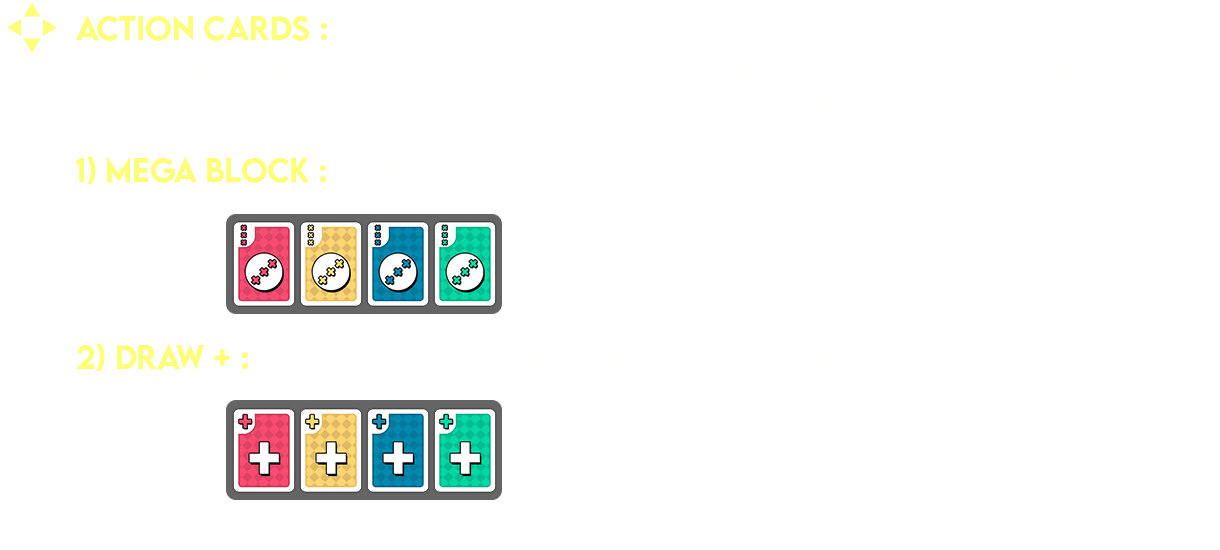 ACTION CARDS :
1) MEGA BLOCK :
2) DRAW + :